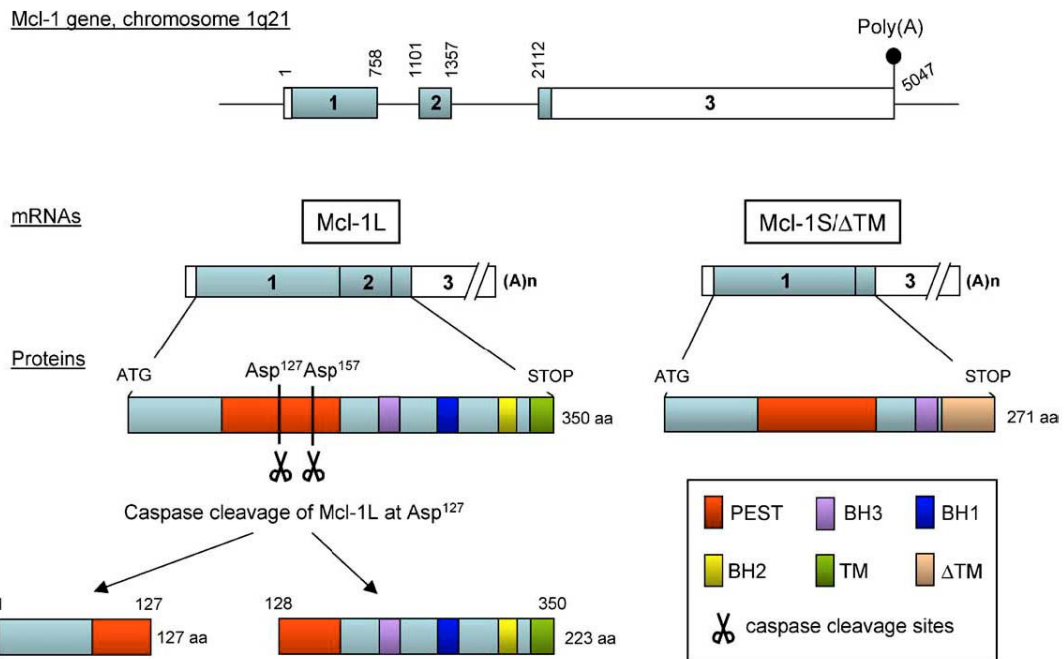 Mcl-1 gene, chromosome 1q21
Poly(A)
1
758
1101
1357
2112
5047
1
2
3
mRNAs
Mcl-1L
Mcl-1S/ΔTM
1
2
3
(A)n
1
3
(A)n
Proteins
ATG
Asp¹²⁷
Asp¹⁵⁷
STOP
350 aa
ATG
STOP
271 aa
Caspase cleavage of Mcl-1L at Asp¹²⁷
127
127 aa
128
350
223 aa
PEST
BH3
BH1
BH2
TM
ΔTM
caspase cleavage sites